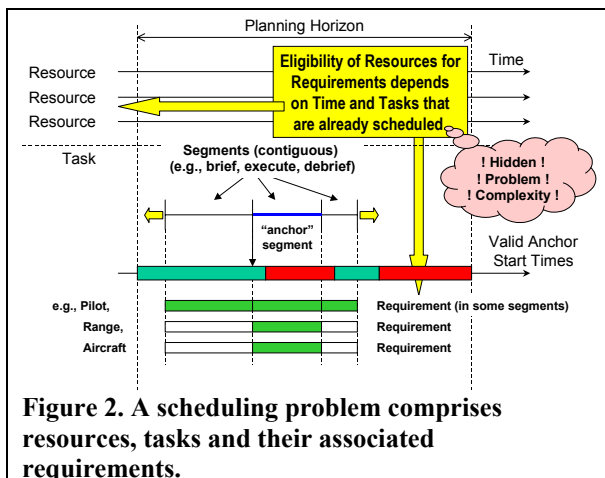 Planning Horizon
Eligibility of Resources for
Requirements depends
on Time and Tasks that
are already scheduled
Time
Resource
Resource
Resource
Task
Segments (contiguous)
(e.g., brief, execute, debrief)
! Hidden !
! Problem !
! Complexity !
“anchor”
segment
Valid Anchor
Start Times
e.g., Pilot,
Requirement (in some segments)
Range,
Requirement
Aircraft
Requirement
Figure 2. A scheduling problem comprises
resources, tasks and their associated
requirements.